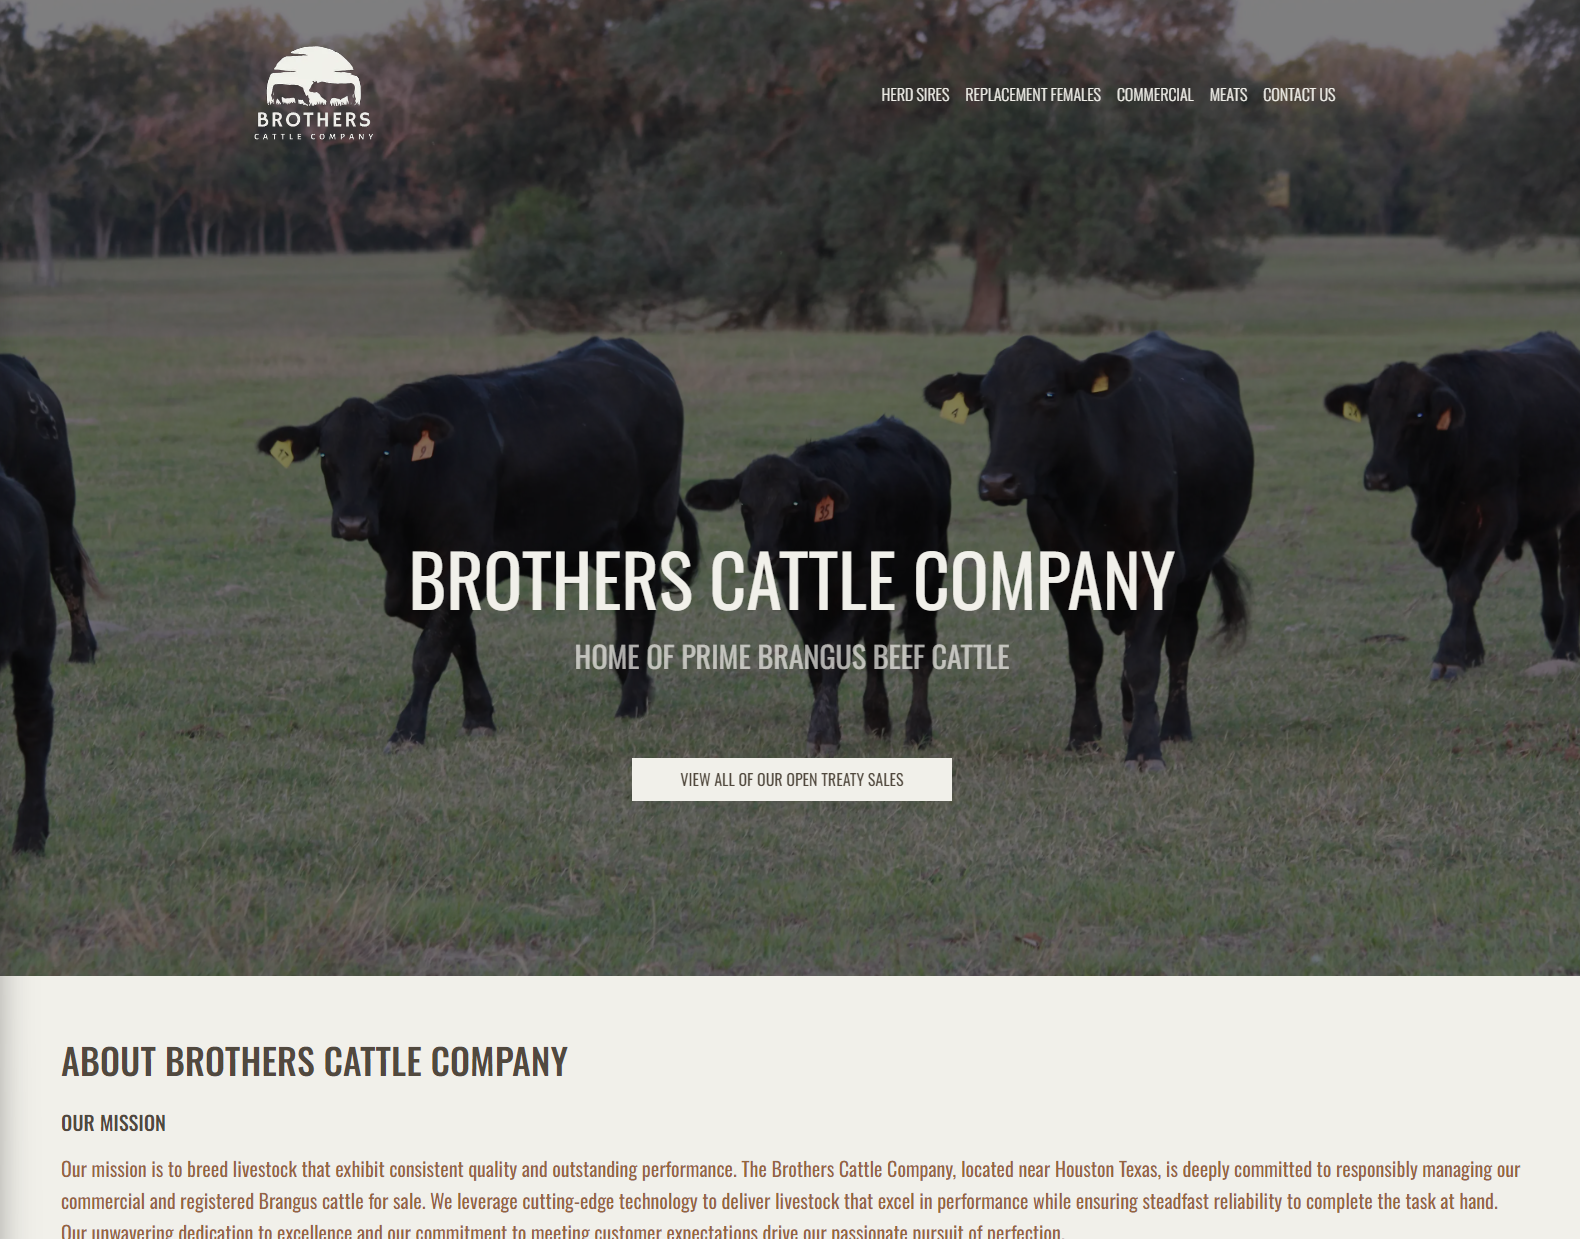 BROTHERS
CATTLE COMPANY
HERD SIRES REPLACEMENT FEMALES COMMERCIAL MEATS CONTACT US
17
9
35
4
BROTHERS CATTLE COMPANY
HOME OF PRIME BRANGUS BEEF CATTLE
VIEW ALL OF OUR OPEN TREATY SALES
ABOUT BROTHERS CATTLE COMPANY
OUR MISSION
Our mission is to breed livestock that exhibit consistent quality and outstanding performance. The Brothers Cattle Company, located near Houston Texas, is deeply committed to responsibly managing our
commercial and registered Brangus cattle for sale. We leverage cutting-edge technology to deliver livestock that excel in performance while ensuring steadfast reliability to complete the task at hand.
Our unwavering dedication to excellence and our commitment to meeting customer expectations drive our passionate pursuit of perfection.